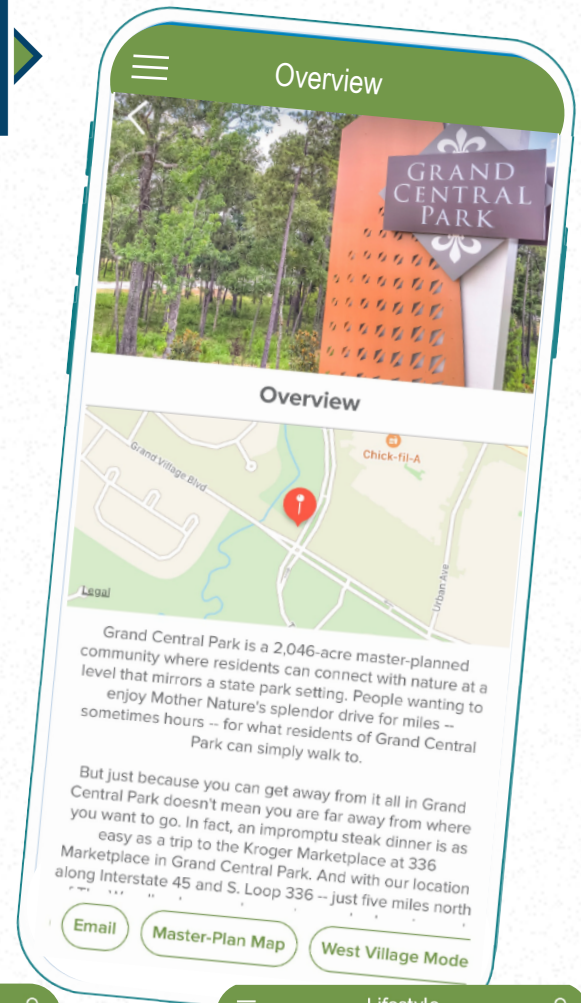 Overview
GRAND
CENTRAL
PARK
Overview
Chick-fil-A
Grand Village Blvd
Urban Ave
Legal
Grand Central Park is a 2,046-acre master-planned
community where residents can connect with nature at a
level that mirrors a state park setting. People wanting to
enjoy Mother Nature's splendor drive for miles --
sometimes hours -- for what residents of Grand Central
Park can simply walk to.
But just because you can get away from it all in Grand
Central Park doesn't mean you are far away from where
you want to go. In fact, an impromptu steak dinner is as
easy as a trip to the Kroger Marketplace at 336
Marketplace in Grand Central Park. And with our location
along Interstate 45 and S. Loop 336 -- just five miles north
Email
Master-Plan Map
West Village Mode
Lifestyle